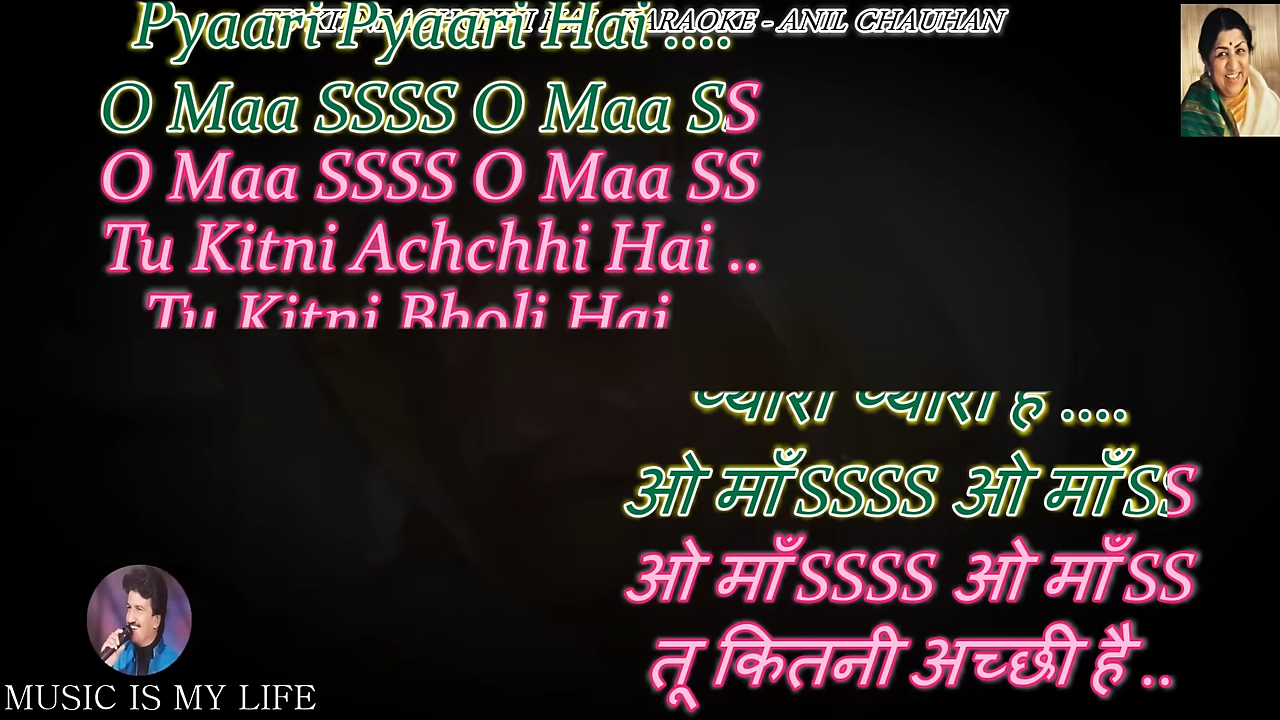 KARAOKE - ANIL CHAUHAN
Pyaari Pyaari Hai ....
O Maa SSSS O Maa SS
O Maa SSSS O Maa SS
Tu Kitni Achchhi Hai ..
Tu Kitni Bholi Hai
प्यारी प्यारी है ....
ओ माँ SSSS ओ माँ SS
ओ माँ SSSS ओ माँ SS
तू कितनी अच्छी है ..
MUSIC IS MY LIFE